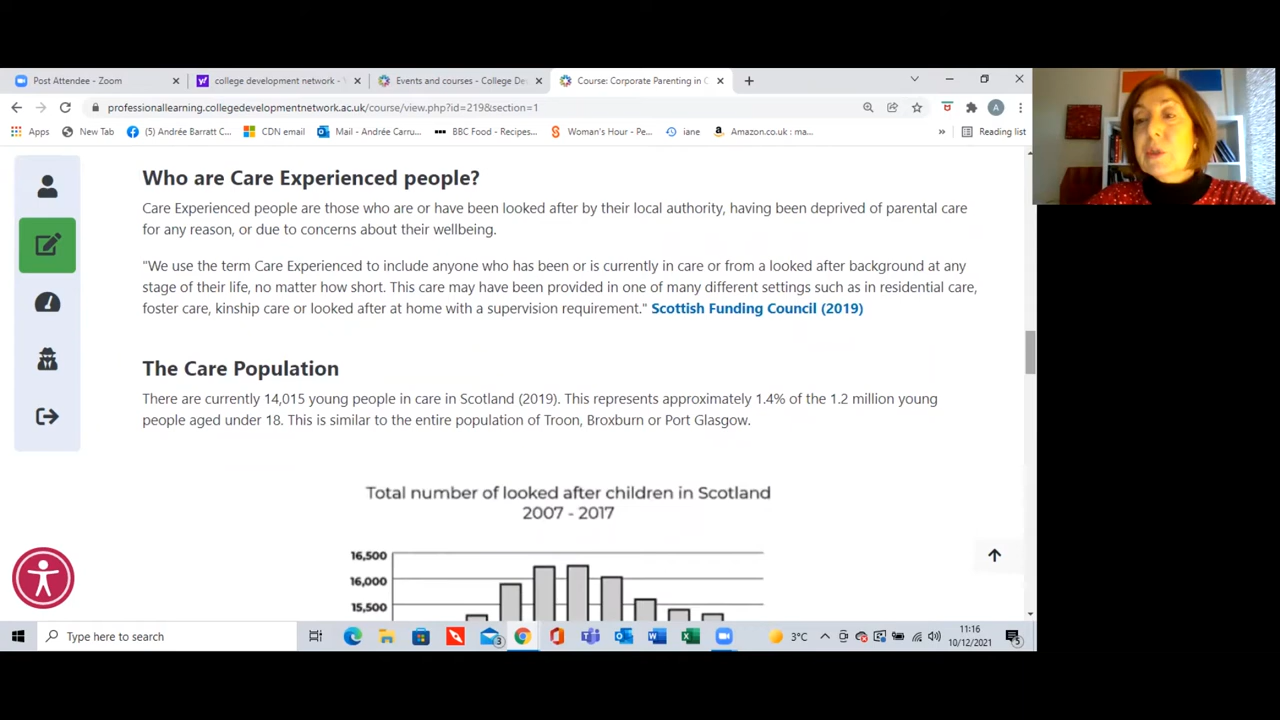 Post Attendee - Zoom
college development network -
Events and courses - College De
Course: Corporate Parenting in C
professionallearning.collegedevelopmentnetwork.ac.uk/course/view.php?id=219&section=1
Apps
New Tab
(5) Andrée Barratt C...
CDN email
Mail - Andrée Carru...
BBC Food - Recipes...
Woman's Hour - Pe...
iane
Amazon.co.uk : ma...
»
Reading list
A
Who are Care Experienced people?
Care Experienced people are those who are or have been looked after by their local authority, having been deprived of parental care
for any reason, or due to concerns about their wellbeing.
"We use the term Care Experienced to include anyone who has been or is currently in care or from a looked after background at any
stage of their life, no matter how short. This care may have been provided in one of many different settings such as in residential care,
foster care, kinship care or looked after at home with a supervision requirement." Scottish Funding Council (2019)
The Care Population
There are currently 14,015 young people in care in Scotland (2019). This represents approximately 1.4% of the 1.2 million young
people aged under 18. This is similar to the entire population of Troon, Broxburn or Port Glasgow.
Total number of looked after children in Scotland
2007 - 2017
16,500
16,000
15,500
Type here to search
3
3°C
11:16
10/12/2021
5